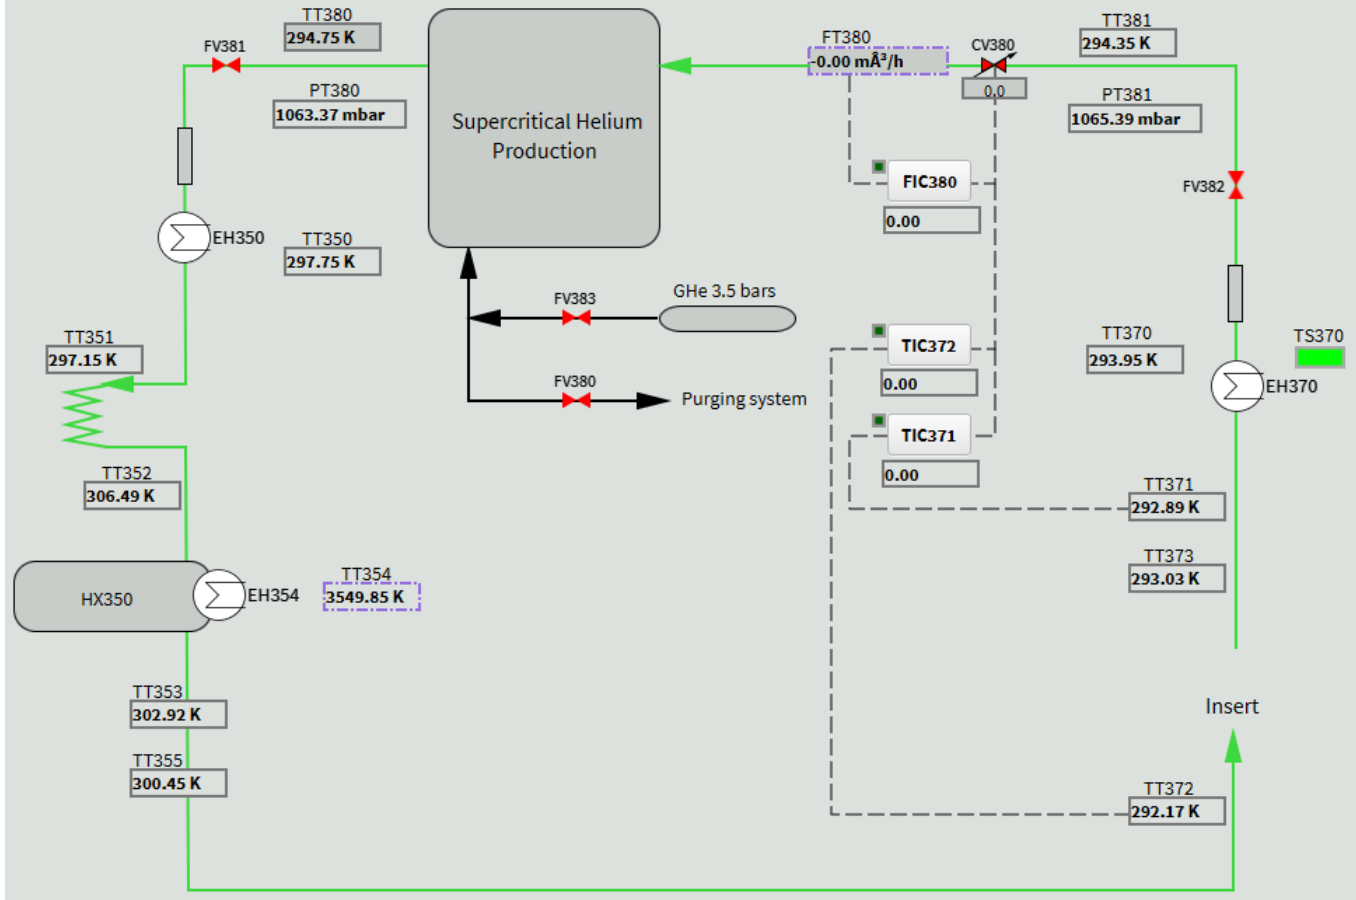 TT380
294.75 K
FV381
PT380
1063.37 mbar
Supercritical Helium
Production
FT380
-0.00 mÂ³/h
CV380
0.0
TT381
294.35 K
PT381
1065.39 mbar
FIC380
0.00
FV382
EH350
TT350
297.75 K
GHe 3.5 bars
FV383
TT351
297.15 K
TIC372
0.00
TT370
293.95 K
TS370
EH370
FV380
Purging system
TIC371
0.00
TT352
306.49 K
TT371
292.89 K
TT373
293.03 K
HX350
EH354
TT354
3549.85 K
TT353
302.92 K
Insert
TT355
300.45 K
TT372
292.17 K